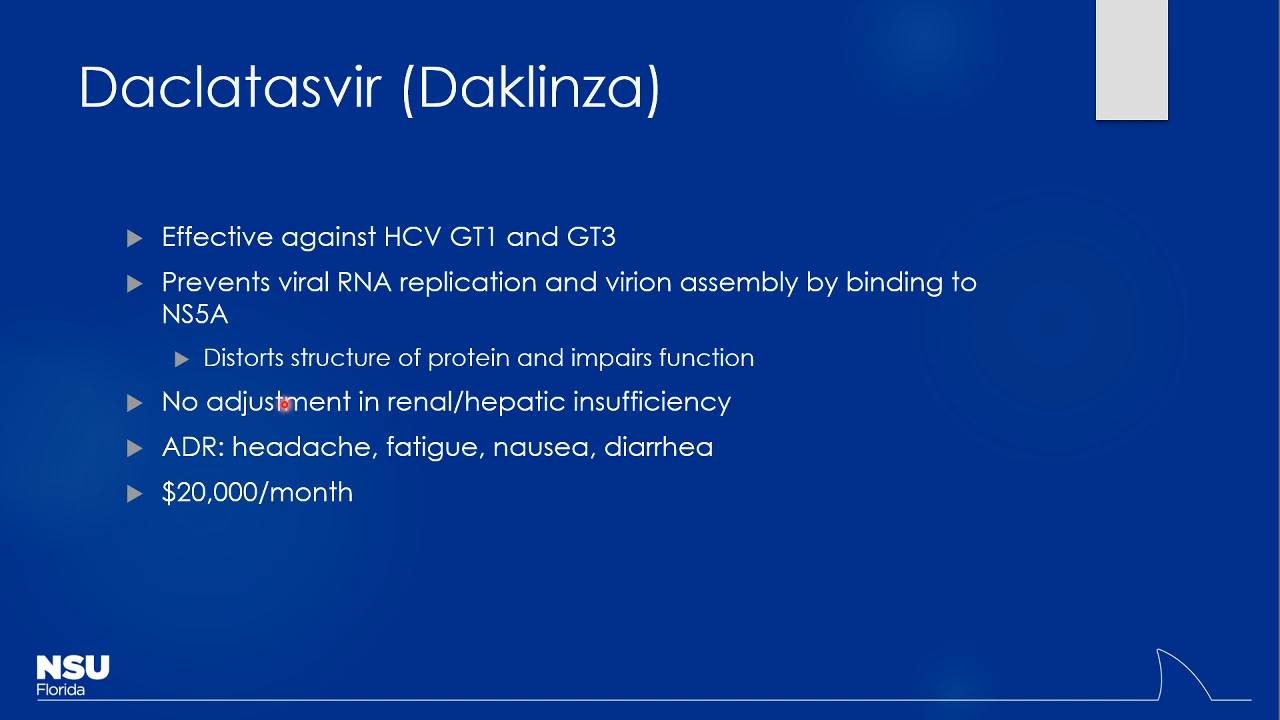 Daclatasvir (Daklinza)
Effective against HCV GT1 and GT3
Prevents viral RNA replication and virion assembly by binding to
NS5A
Distorts structure of protein and impairs function
No adjustment in renal/hepatic insufficiency
ADR: headache, fatigue, nausea, diarrhea
$20,000/month
NSU
Florida